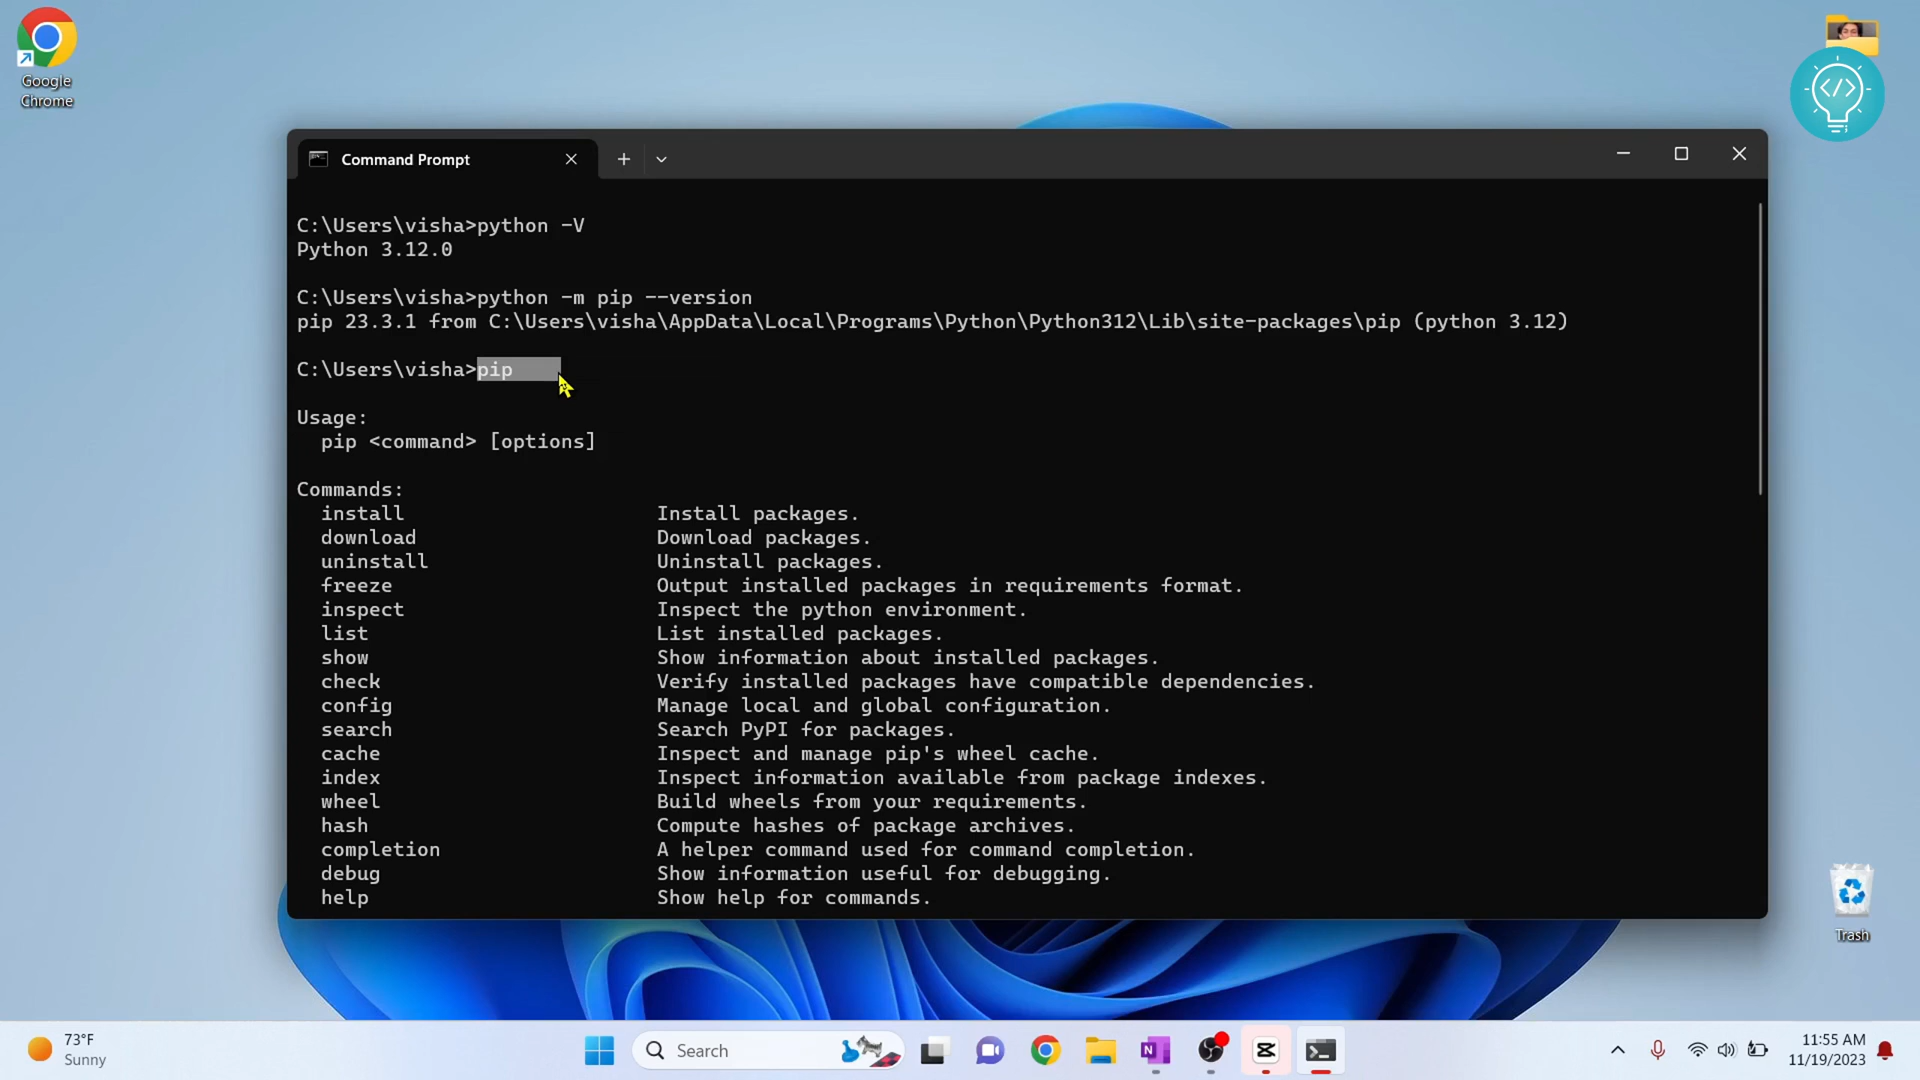 Google
Chrome
Command Prompt
C:\Users\visha>python -V
Python 3.12.0
C:\Users\visha>python -m pip --version
pip 23.3.1 from C:\Users\visha\AppData\Local\Programs\Python\Python312\Lib\site-packages\pip (python 3.12)
C:\Users\visha>pip
Usage:
pip <command> [options]
Commands:
install Install packages.
download Download packages.
uninstall Uninstall packages.
freeze Output installed packages in requirements format.
inspect Inspect the python environment.
list List installed packages.
show Show information about installed packages.
check Verify installed packages have compatible dependencies.
config Manage local and global configuration.
search Search PyPI for packages.
cache Inspect and manage pip's wheel cache.
index Inspect information available from package indexes.
wheel Build wheels from your requirements.
hash Compute hashes of package archives.
completion A helper command used for command completion.
debug Show information useful for debugging.
help Show help for commands.
Trash
73°F
Sunny
Search
N
11:55 AM
11/19/2023